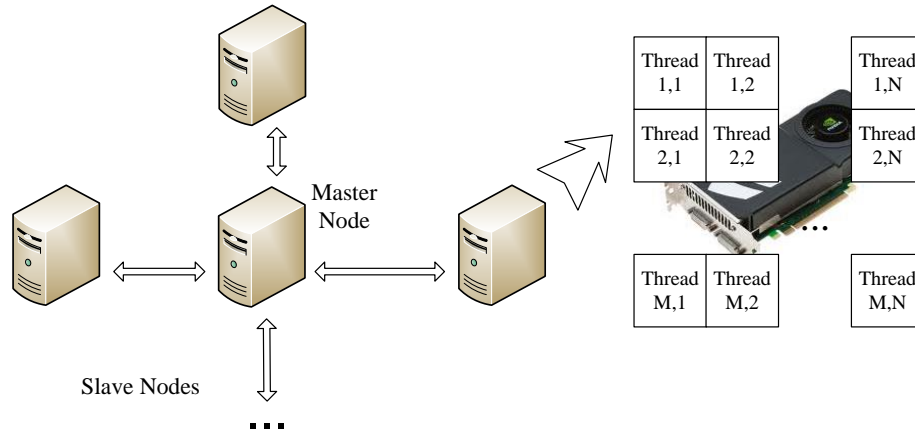 Thread
1,1
Thread
1,2
Thread
1,N
Thread
2,1
Thread
2,2
Thread
2,N
Master
Node
...
Thread
M,1
Thread
M,2
Thread
M,N
Slave Nodes
...